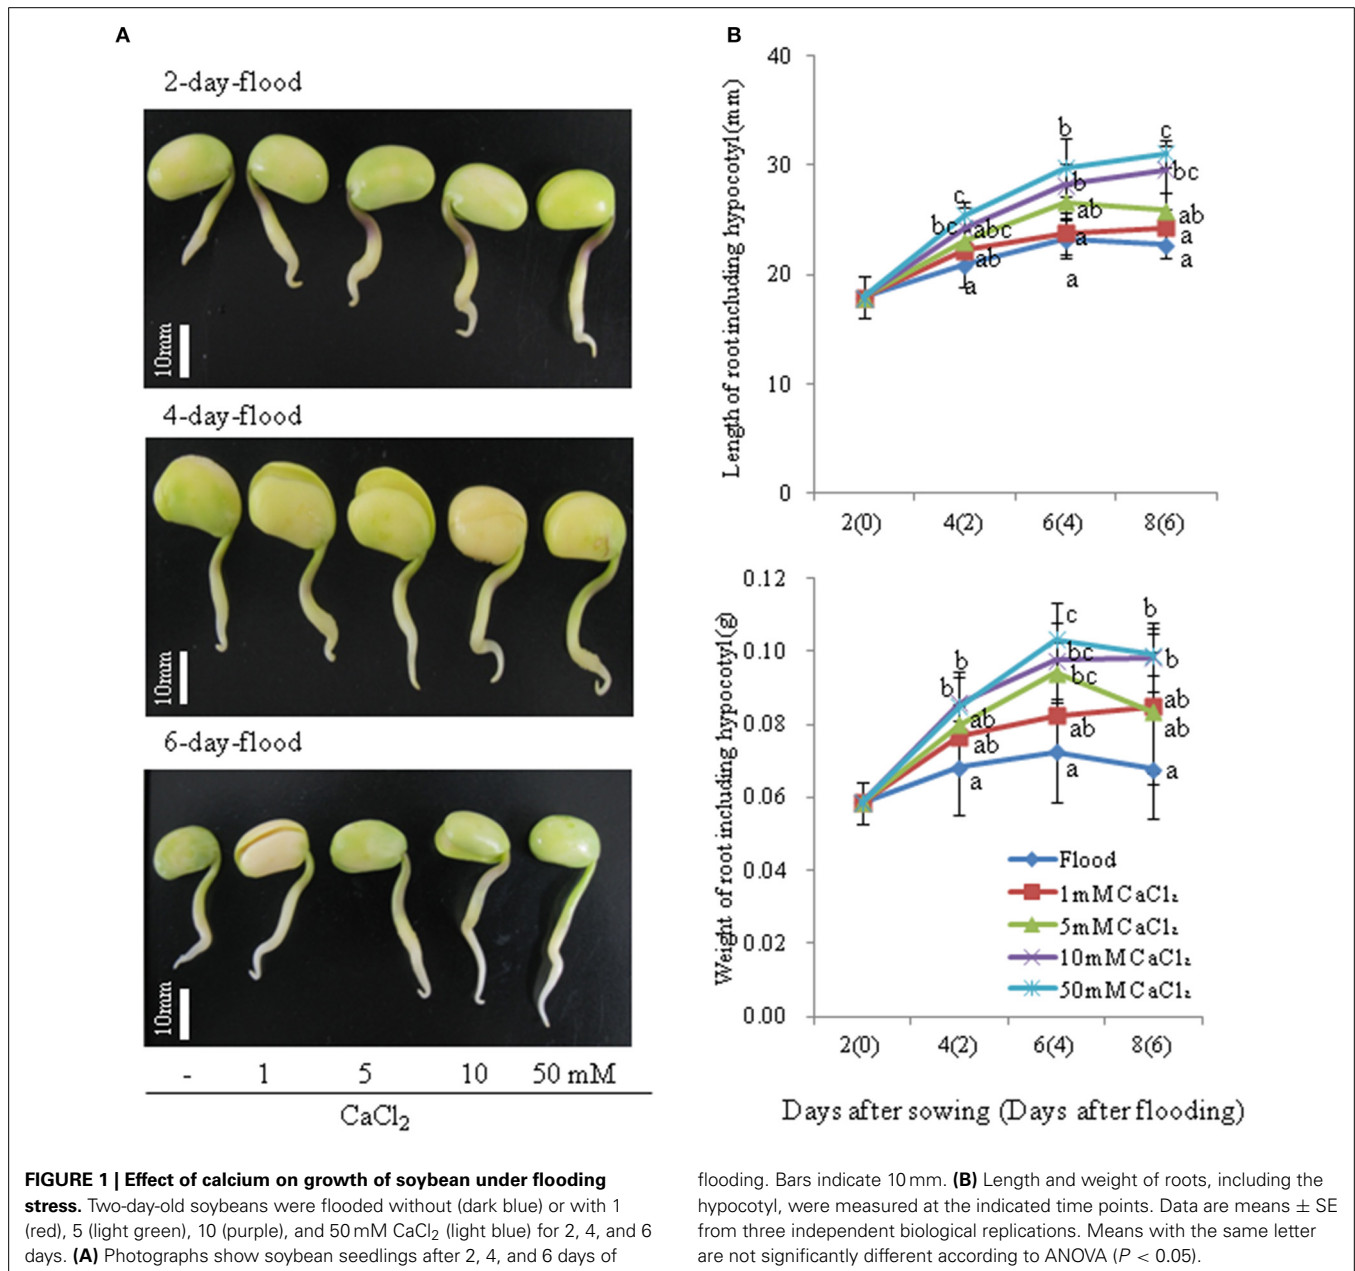 A
2-day-flood
10mm
4-day-flood
10mm
6-day-flood
10mm
- 1 5 10 50 mM
CaCl₂
B
Length of root including hypocotyl(mm)
40
30
20
10
0
c
bc
abc
ab
a
b
b
ab
a
a
c
bc
ab
a
a
2(0) 4(2) 6(4) 8(6)
Weight of root including hypocotyl(g)
0.12
0.10
0.08
0.06
0.04
0.02
0.00
b
b
ab
ab
a
c
bc
bc
ab
a
b
b
ab
ab
a
Flood
1mM CaCl₂
5mM CaCl₂
10mM CaCl₂
50mM CaCl₂
2(0) 4(2) 6(4) 8(6)
Days after sowing (Days after flooding)
FIGURE 1 | Effect of calcium on growth of soybean under flooding
stress. Two-day-old soybeans were flooded without (dark blue) or with 1
(red), 5 (light green), 10 (purple), and 50 mM CaCl₂ (light blue) for 2, 4, and 6
days. (A) Photographs show soybean seedlings after 2, 4, and 6 days of
flooding. Bars indicate 10 mm. (B) Length and weight of roots, including the
hypocotyl, were measured at the indicated time points. Data are means ± SE
from three independent biological replications. Means with the same letter
are not significantly different according to ANOVA (P < 0.05).